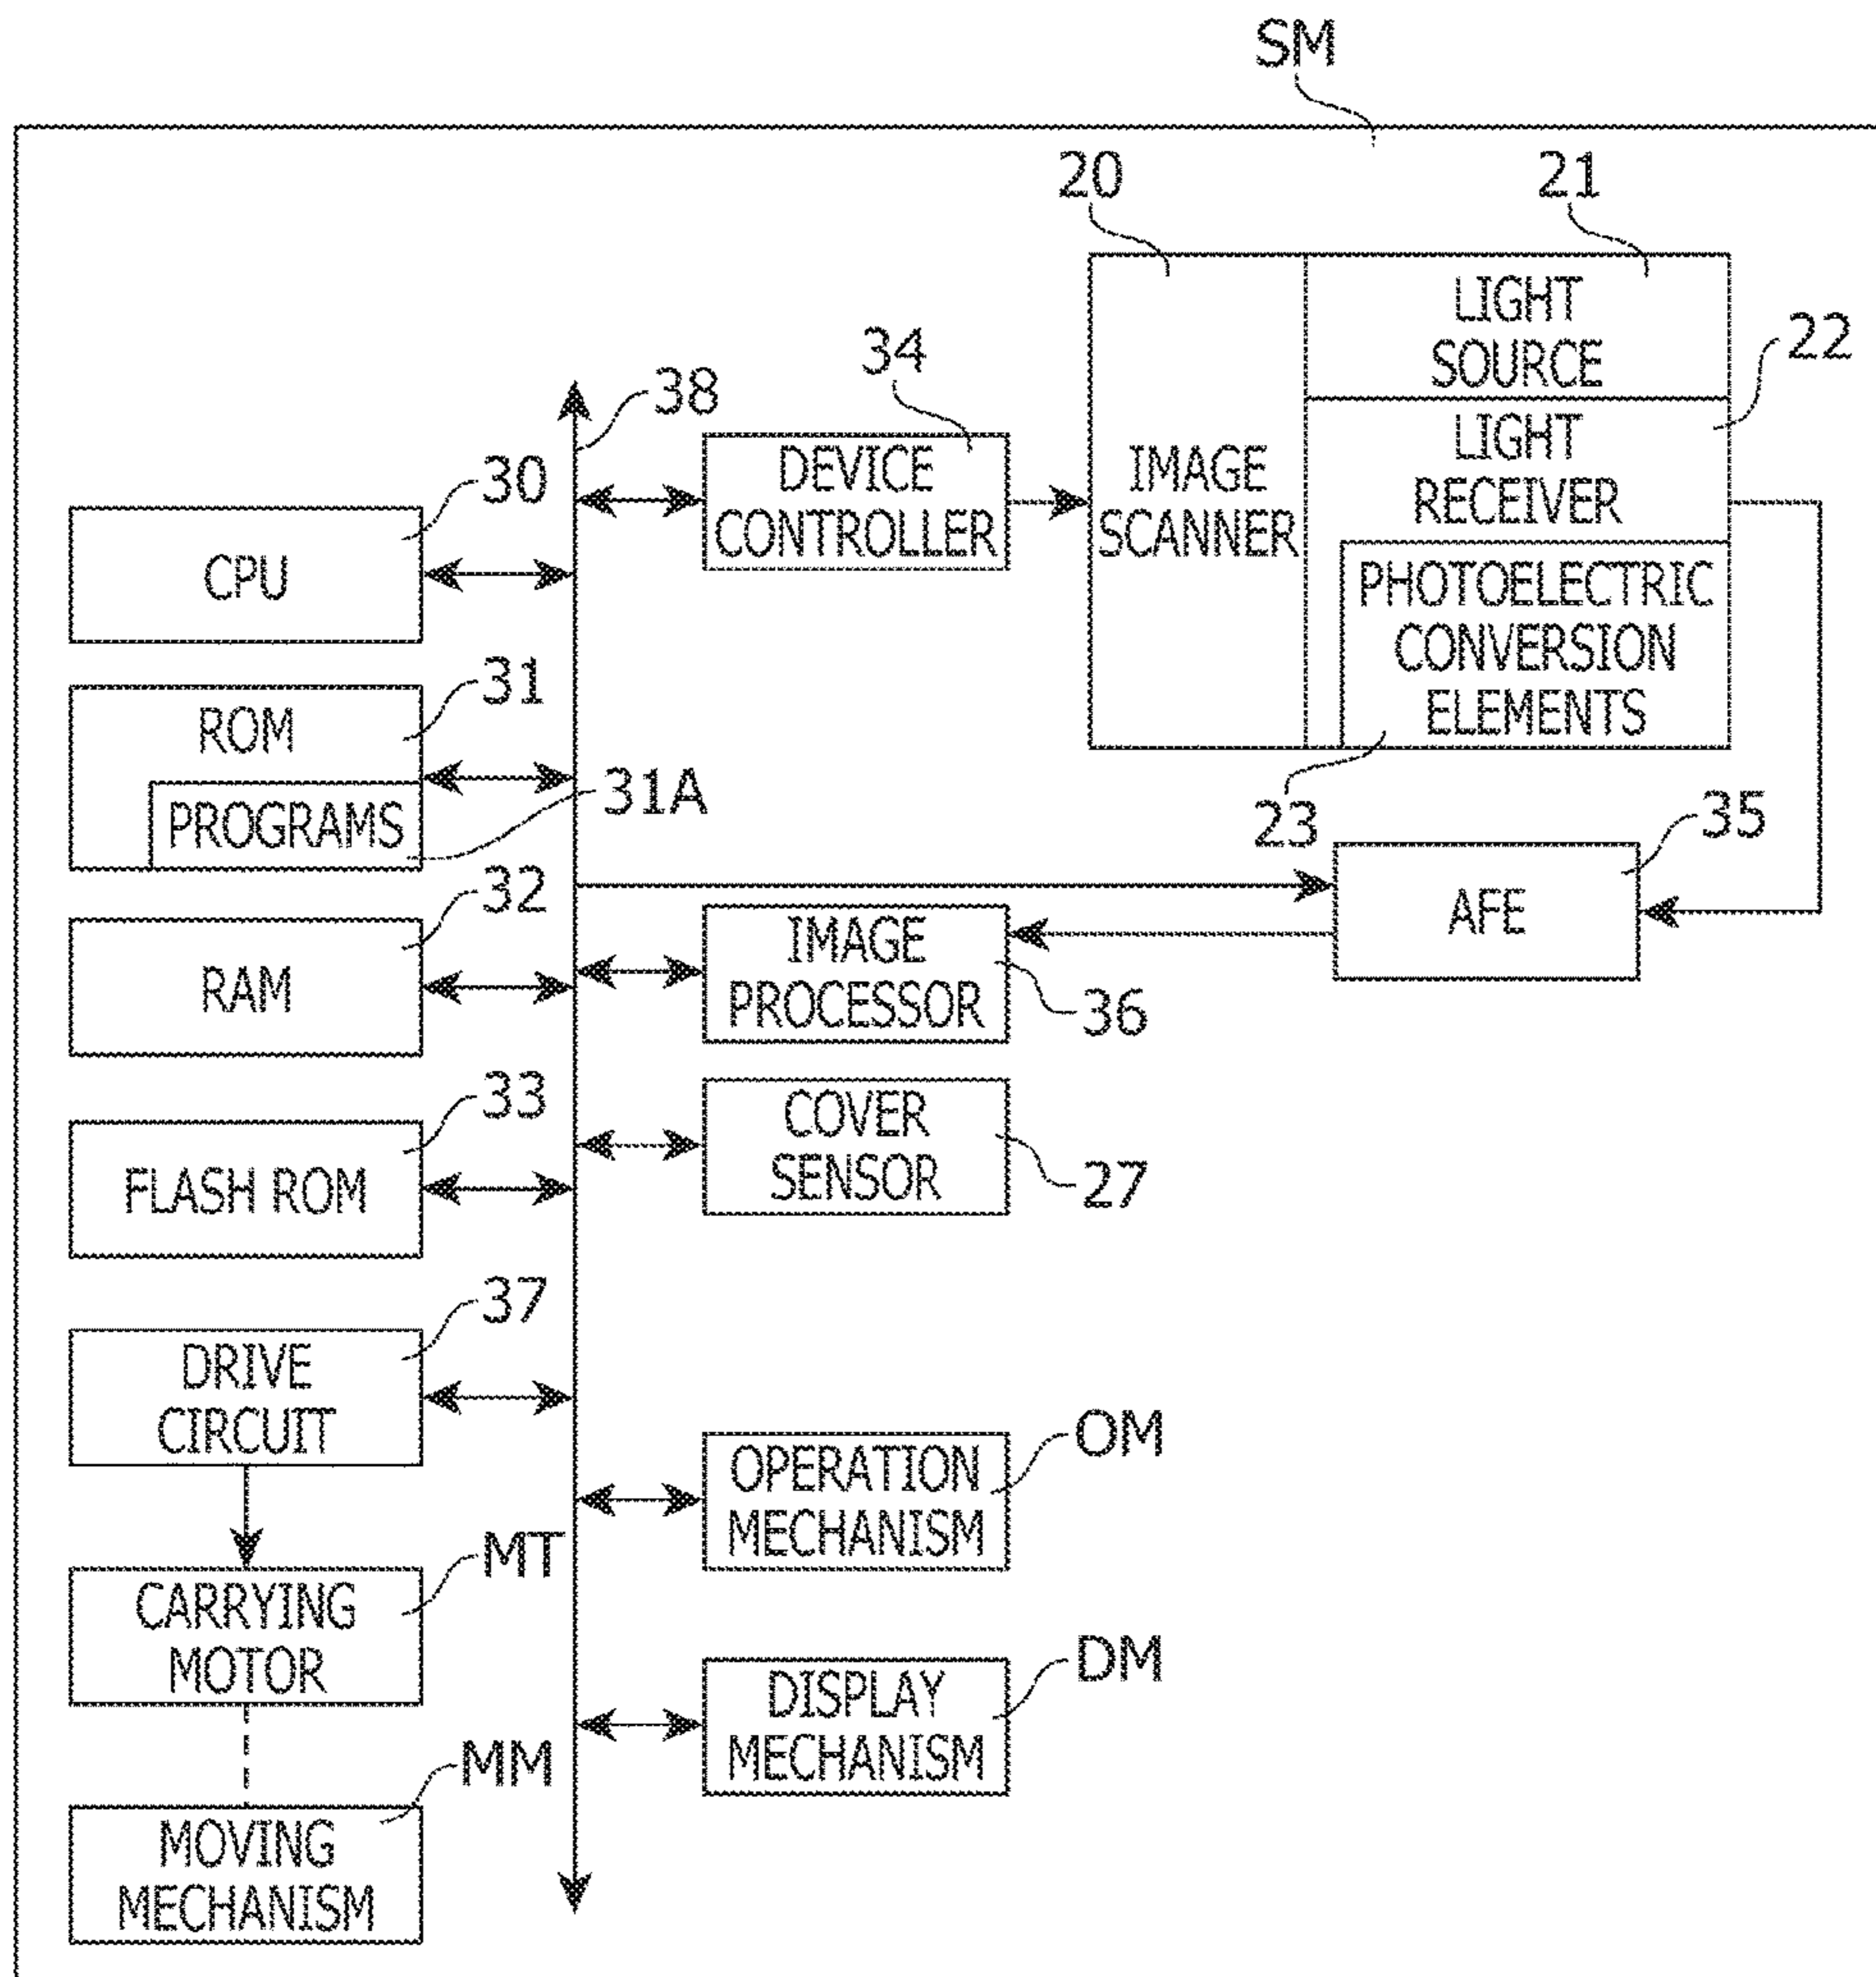 SM
20
21
LIGHT
SOURCE
22
34
38
LIGHT
RECEIVER
DEVICE
CONTROLLER
IMAGE
SCANNER
30
CPU
PHOTOELECTRIC
CONVERSION
ELEMENTS
31
ROM
31A
PROGRAMS
23
35
32
AFE
RAM
IMAGE
PROCESSOR
36
33
COVER
SENSOR
FLASH ROM
27
37
DRIVE
CIRCUIT
OM
OPERATION
MECHANISM
MT
CARRYING
MOTOR
DM
DISPLAY
MECHANISM
MM
MOVING
MECHANISM